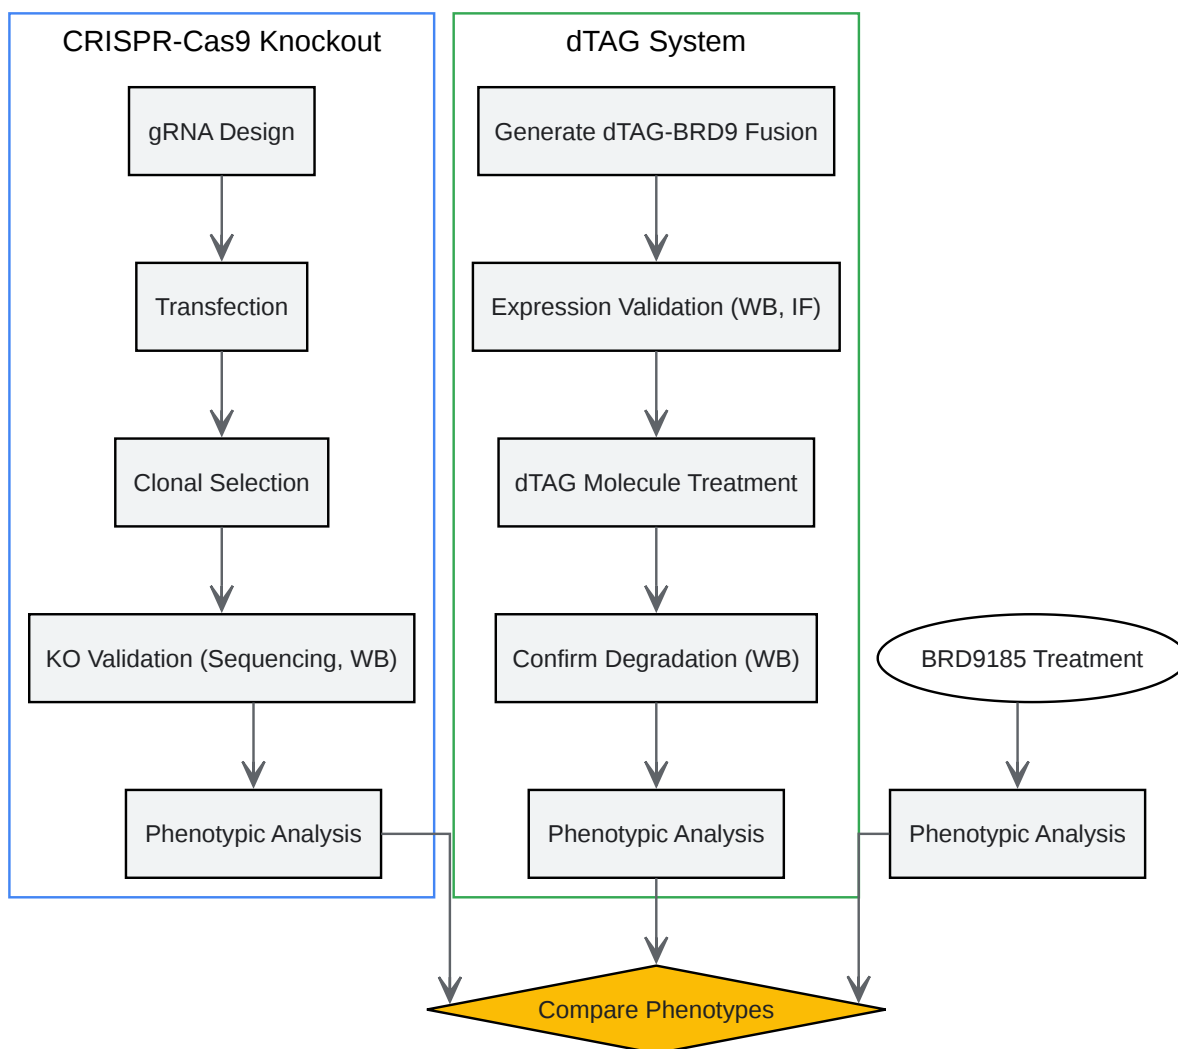 CRISPR-Cas9 Knockout
gRNA Design
Transfection
Clonal Selection
KO Validation (Sequencing, WB)
Phenotypic Analysis
dTAG System
Generate dTAG-BRD9 Fusion
Expression Validation (WB, IF)
dTAG Molecule Treatment
Confirm Degradation (WB)
Phenotypic Analysis
BRD9185 Treatment
Phenotypic Analysis
Compare Phenotypes